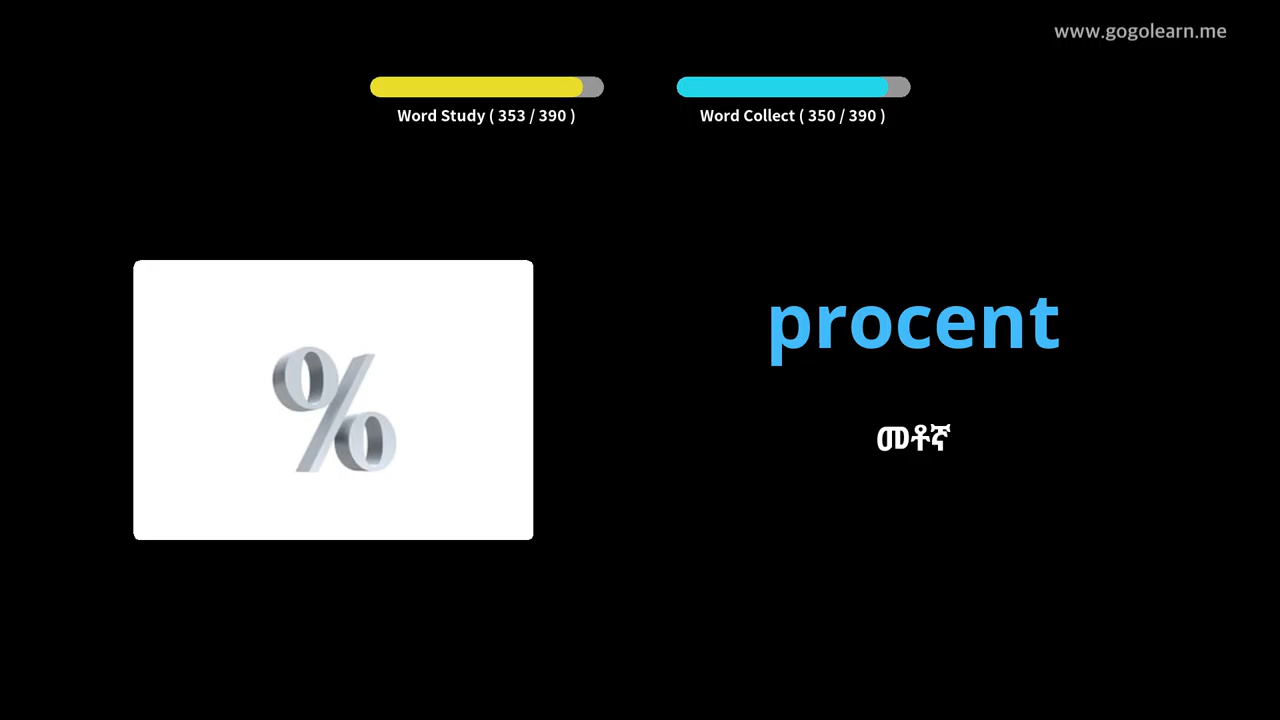 www.gogolearn.me
Word Study ( 353 / 390 )
Word Collect ( 350 / 390 )
%
procent
መቶኛ